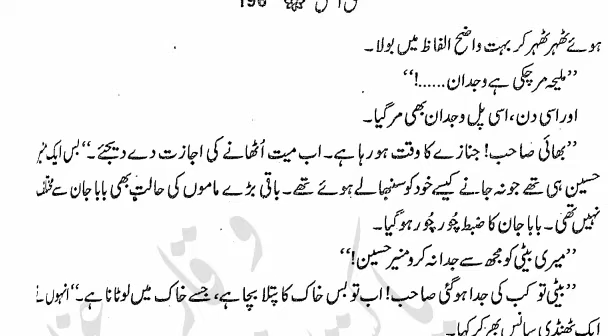 196
ہوئے ٹھہر ٹھہر کر بہت واضح الفاظ میں بولا۔
”ملیحہ مر چکی ہے وجدان......!“
اور اسی دن، اسی پل وجدان بھی مر گیا۔
”بھائی صاحب! جنازے کا وقت ہو رہا ہے۔ اب میت اُٹھانے کی اجازت دے دیجئے۔“ بس ایک
حسین ہی تھے جو نہ جانے کیسے خود کو سنبھالے ہوئے تھے۔ باقی بڑے ماموں کی حالت بھی بابا جان سے مختلف
نہیں تھی۔ بابا جان کا ضبط چُور چُور ہو گیا۔
”میری بیٹی کو مجھ سے جدا نہ کرو منیر حسین!“
”بیٹی تو کب کی جدا ہو گئی صاحب! اب تو بس خاک کا پتلا بچا ہے، جسے خاک میں لوٹانا ہے۔“ انہوں نے
ایک ٹھنڈی سانس بھر کر کہا۔